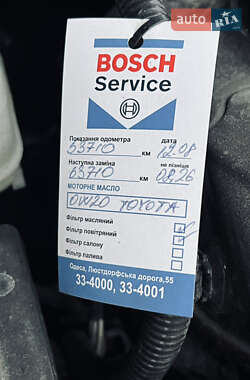 AUTO RIA
BOSCH
Service
BOSCH
Показання одометра дата
53710 км 12.08
Наступна заміна не пізніше
63710 км 08.26
МОТОРНЕ МАСЛО
0W20 TOYOTA
Фільтр масляний
Фільтр повітряний
Фільтр салону
Фільтр палива
Одеса, Люстдорфська дорога,55
33-4000, 33-4001